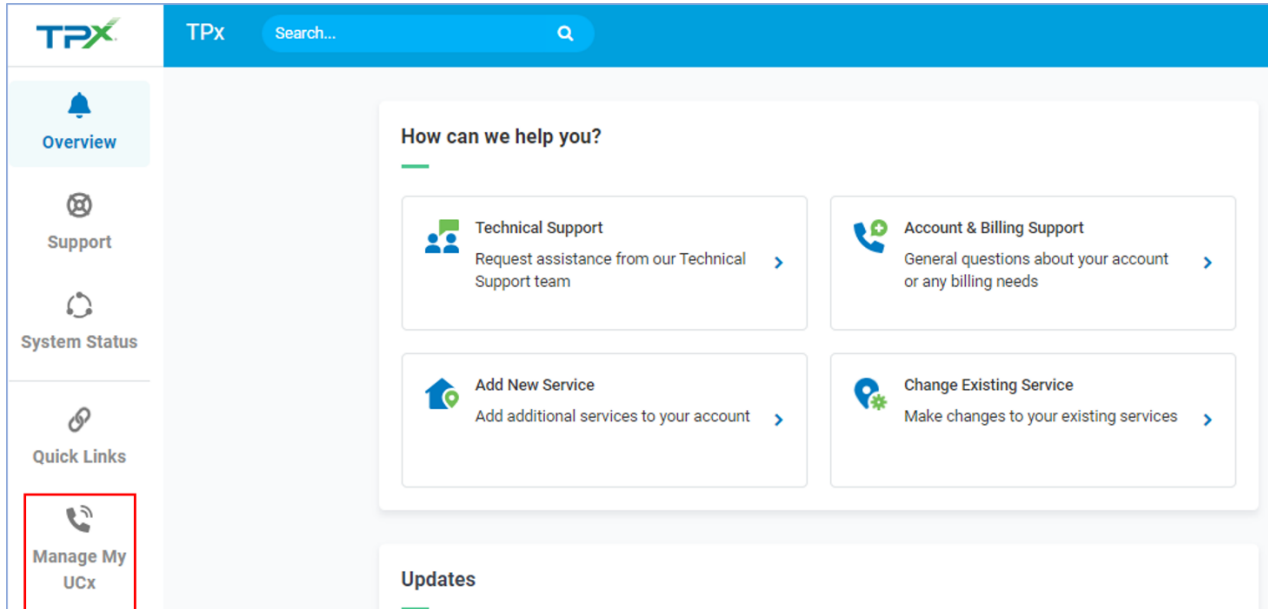 TPX
TPx
Search...
Overview
Support
System Status
Quick Links
Manage My
UCx
How can we help you?
Technical Support
Request assistance from our Technical
Support team
Account & Billing Support
General questions about your account
or any billing needs
Add New Service
Add additional services to your account
Change Existing Service
Make changes to your existing services
Updates